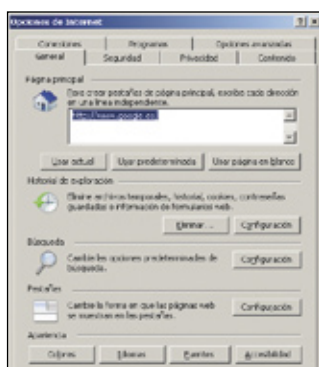 Opciones de Internet
Conexiones Programas Opciones avanzadas
General Seguridad Privacidad Contenido
Página principal
Para crear pestañas de página principal, escriba cada dirección
en una línea independiente.
http://www.google.es/
Usar actual Usar predeterminada Usar página en blanco
Historial de exploración
Elimine archivos temporales, historial, cookies, contraseñas
guardadas e información de formularios web.
Eliminar... Configuración
Búsqueda
Cambie las opciones predeterminadas de
búsqueda.
Configuración
Pestañas
Cambie la forma en que las páginas web
se muestran en las pestañas.
Configuración
Apariencia
Colores Idiomas Fuentes Accesibilidad